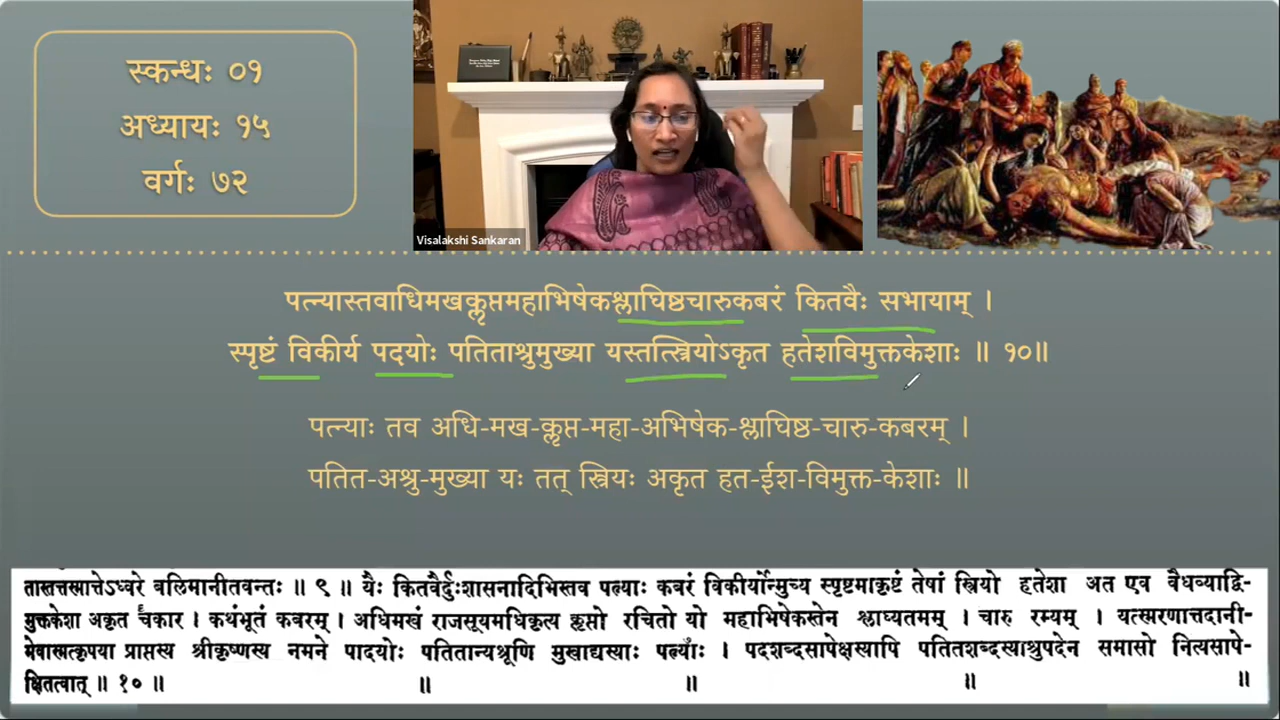 स्कन्धः ०१
अध्यायः १५
वर्गः ७२
Visalakshi Sankaran
पत्न्यास्तवाधिमखक्लृप्तमहाभिषेकश्लाघिष्ठचारुकबरं कितवैः सभायाम् ।
स्पृष्टं विकीर्य पदयोः पतिताश्रुमुख्या यस्तत्स्त्रियोऽकृत हतेशविमुक्तकेशाः ॥ १०॥
पत्न्याः तव अधि-मख-क्लृप्त-महा-अभिषेक-श्लाघिष्ठ-चारु-कबरम् ।
पतित-अश्रु-मुख्या यः तत् स्त्रियः अकृत हत-ईश-विमुक्त-केशाः ॥
बलिमानीतवन्तः ॥ ९ ॥ यैः कितवैर्दुःशासनादिभिस्तव पत्न्याः कबरं विकीर्योन्मुच्य स्पृष्टमाकृष्टं तेषां स्त्रियो हतेशा अत एव वैधव्याद्वि-
मुक्तकेशा अकृत चकार । कथंभूतं कबरम् । अधिमखं राजसूयमधिकृत्य क्लृप्तो रचितो यो महाभिषेकस्तेन श्लाघ्यतमम् । चारु रम्यम् । यत्स्मरणात्तदानी-
मेवास्मत्कृपया प्राप्तस्य श्रीकृष्णस्य नमने पादयोः पतितान्यश्रूणि मुखाद्यस्याः पत्न्याः । पदशब्दसापेक्षस्यापि पतितशब्दस्याश्रुपदेन समासो नित्यसापे-
क्षितत्वात् ॥ १० ॥ ॥ ॥ ॥ ॥